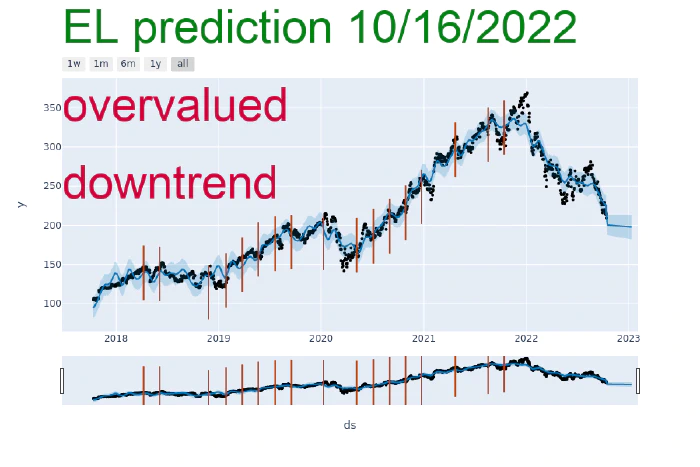 EL prediction 10/16/2022
1w 1m 6m 1y all
overvalued
downtrend
350
300
250
200
150
100
y
2018 2019 2020 2021 2022 2023
ds